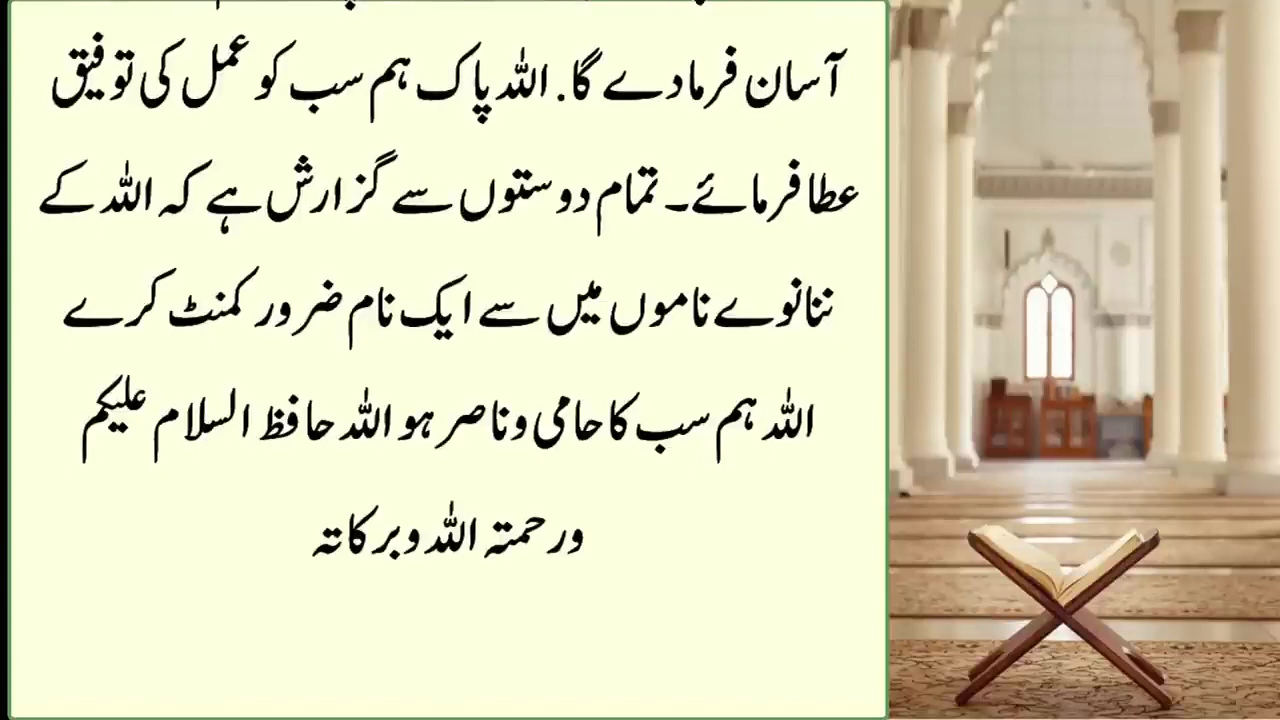 آسان فرمادے گا. اللہ پاک ہم سب کو عمل کی توفیق
عطا فرمائے۔ تمام دوستوں سے گزارش ہے کہ اللہ کے
ننانوے ناموں میں سے ایک نام ضرور کمنٹ کرے
اللہ ہم سب کا حامی و ناصر ہو اللہ حافظ السلام علیکم
ورحمتہ اللہ وبرکاتہ